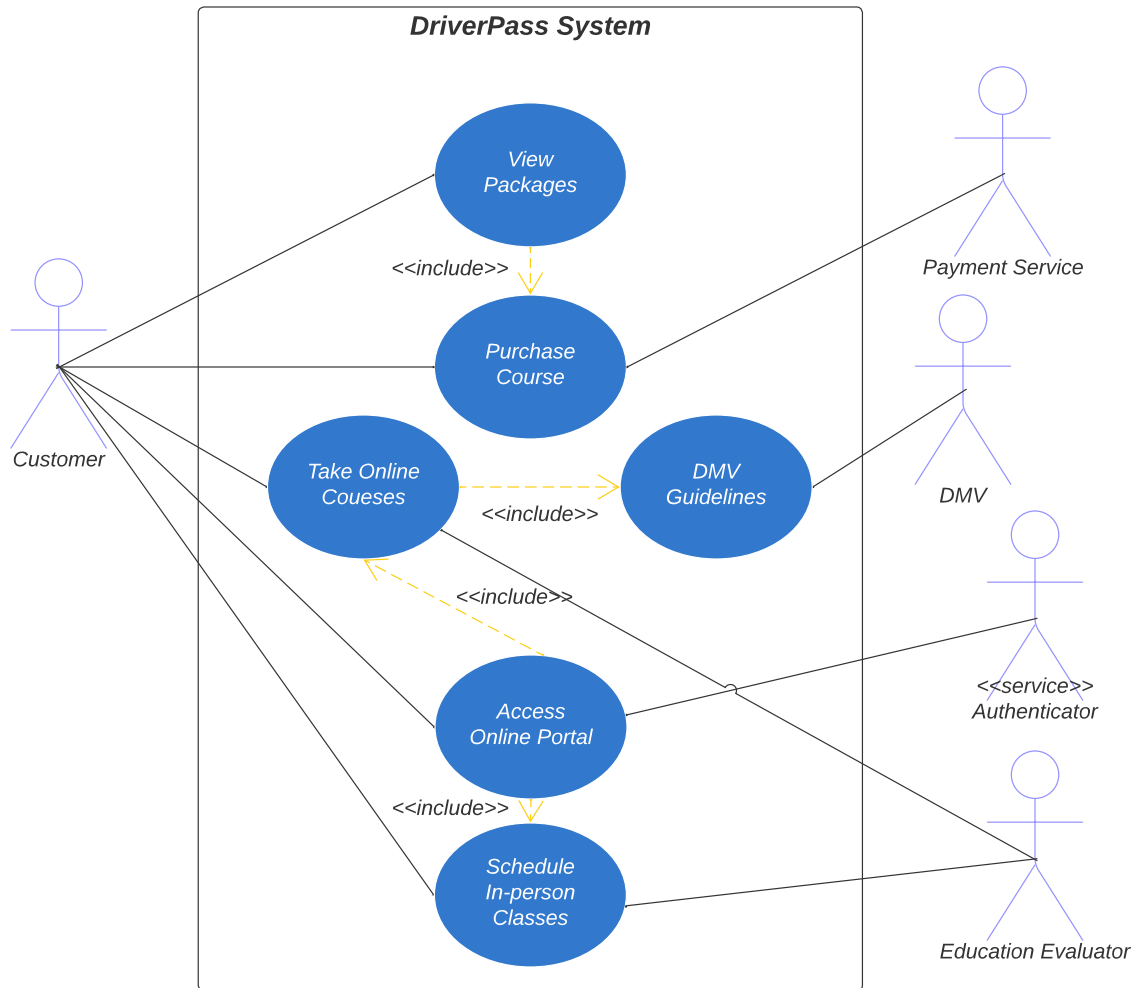 DriverPass System
View
Packages
<<include>>
Payment Service
Purchase
Course
Customer
Take Online
Coueses
DMV
Guidelines
<<include>>
DMV
<<include>>
<<service>>
Authenticator
Access
Online Portal
<<include>>
Schedule
In-person
Classes
Education Evaluator